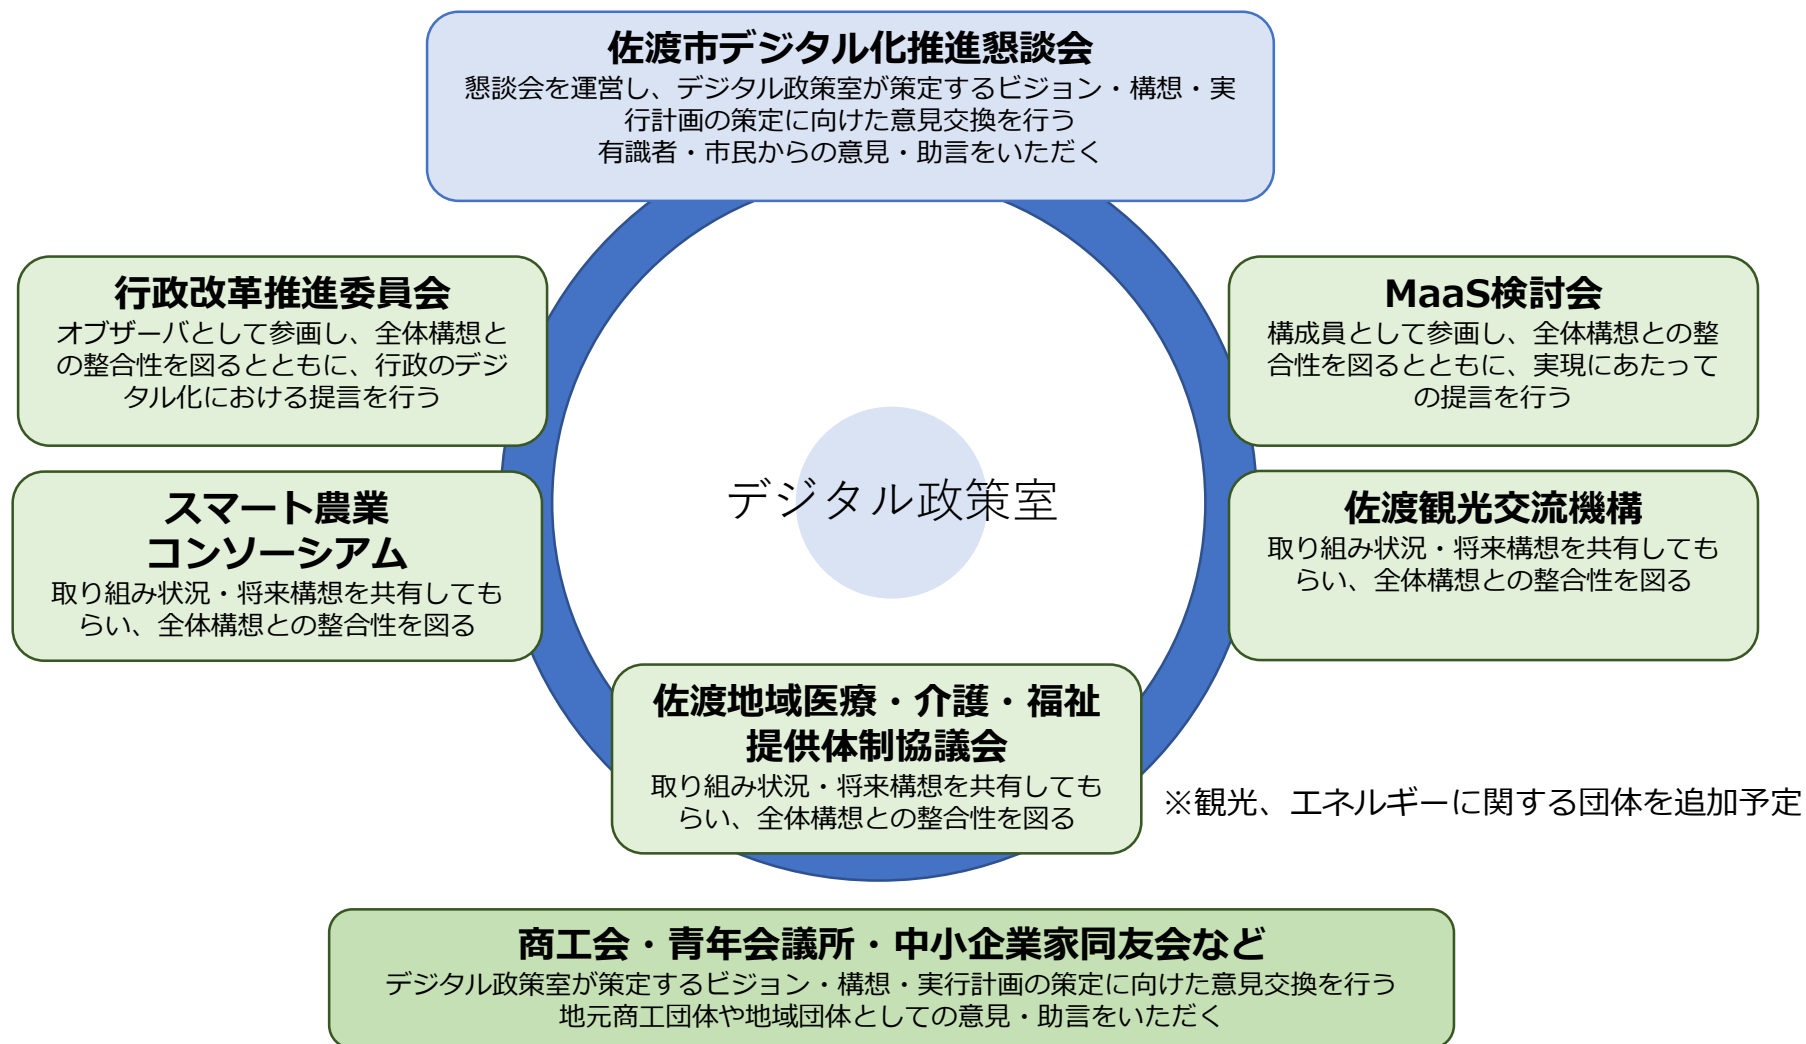 佐渡市デジタル化推進懇談会
懇談会を運営し、デジタル政策室が策定するビジョン・構想・実
行計画の策定に向けた意見交換を行う
有識者・市民からの意見・助言をいただく
行政改革推進委員会
オブザーバとして参画し、全体構想と
の整合性を図るとともに、行政のデジ
タル化における提言を行う
MaaS検討会
構成員として参画し、全体構想との整
合性を図るとともに、実現にあたって
の提言を行う
スマート農業
コンソーシアム
取り組み状況・将来構想を共有しても
らい、全体構想との整合性を図る
デジタル政策室
佐渡観光交流機構
取り組み状況・将来構想を共有しても
らい、全体構想との整合性を図る
佐渡地域医療・介護・福祉
提供体制協議会
取り組み状況・将来構想を共有しても
らい、全体構想との整合性を図る
※観光、エネルギーに関する団体を追加予定
商工会・青年会議所・中小企業家同友会など
デジタル政策室が策定するビジョン・構想・実行計画の策定に向けた意見交換を行う
地元商工団体や地域団体としての意見・助言をいただく